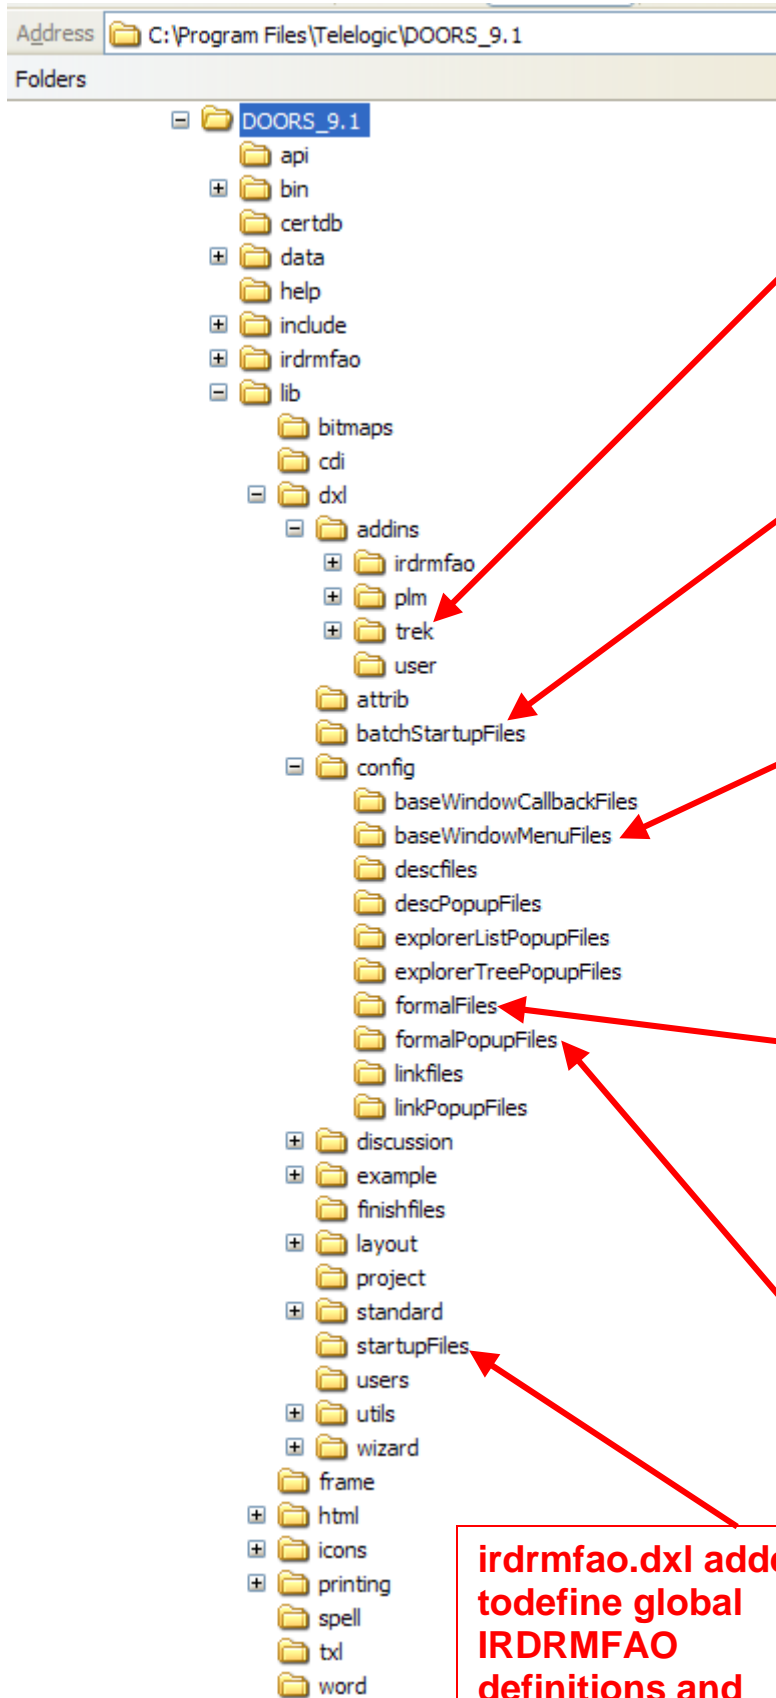 Address C:\Program Files\Telelogic\DOORS_9.1
Folders
DOORS_9.1
api
bin
certdb
data
help
include
irdrmfao
lib
bitmaps
cdi
dxl
addins
irdrmfao
plm
trek
user
attrib
batchStartupFiles
config
baseWindowCallbackFiles
baseWindowMenuFiles
descfiles
descPopupFiles
explorerListPopupFiles
explorerTreePopupFiles
formalFiles
formalPopupFiles
linkfiles
linkPopupFiles
discussion
example
finishfiles
layout
project
standard
startupFiles
users
utils
wizard
frame
html
icons
printing
spell
txl
word
irdrmfao.dxl
todefine global
IRDRMFAO
definitions and